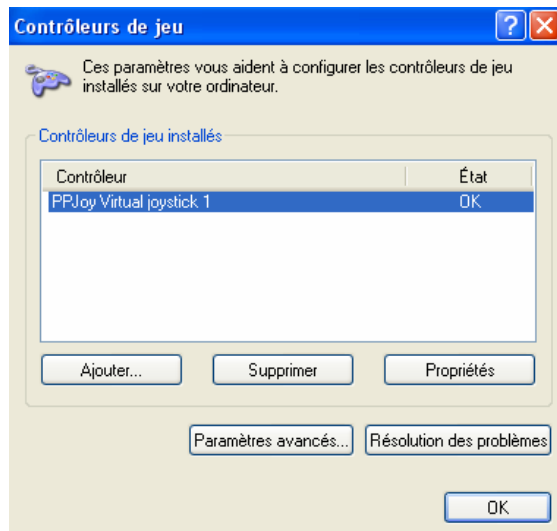 Contrôleurs de jeu
Ces paramètres vous aident à configurer les contrôleurs de jeu
installés sur votre ordinateur.
Contrôleurs de jeu installés
Contrôleur État
PPJoy Virtual joystick 1 OK
Ajouter... Supprimer Propriétés
Paramètres avancés... Résolution des problèmes
OK